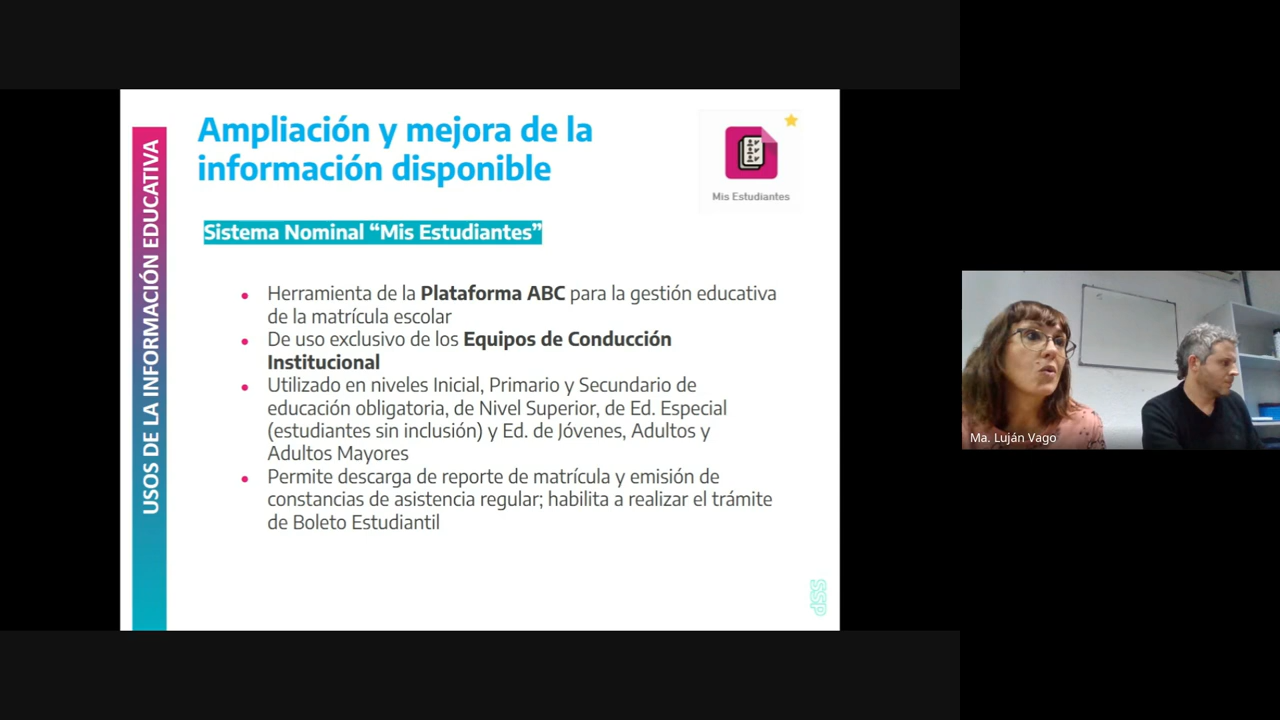 USOS DE LA INFORMACIÓN EDUCATIVA
Ampliación y mejora de la
información disponible
Mis Estudiantes
Sistema Nominal “Mis Estudiantes”
• Herramienta de la Plataforma ABC para la gestión educativa
de la matrícula escolar
• De uso exclusivo de los Equipos de Conducción
Institucional
• Utilizado en niveles Inicial, Primario y Secundario de
educación obligatoria, de Nivel Superior, de Ed. Especial
(estudiantes sin inclusión) y Ed. de Jóvenes, Adultos y
Adultos Mayores
• Permite descarga de reporte de matrícula y emisión de
constancias de asistencia regular; habilita a realizar el trámite
de Boleto Estudiantil
Ma. Luján Vago